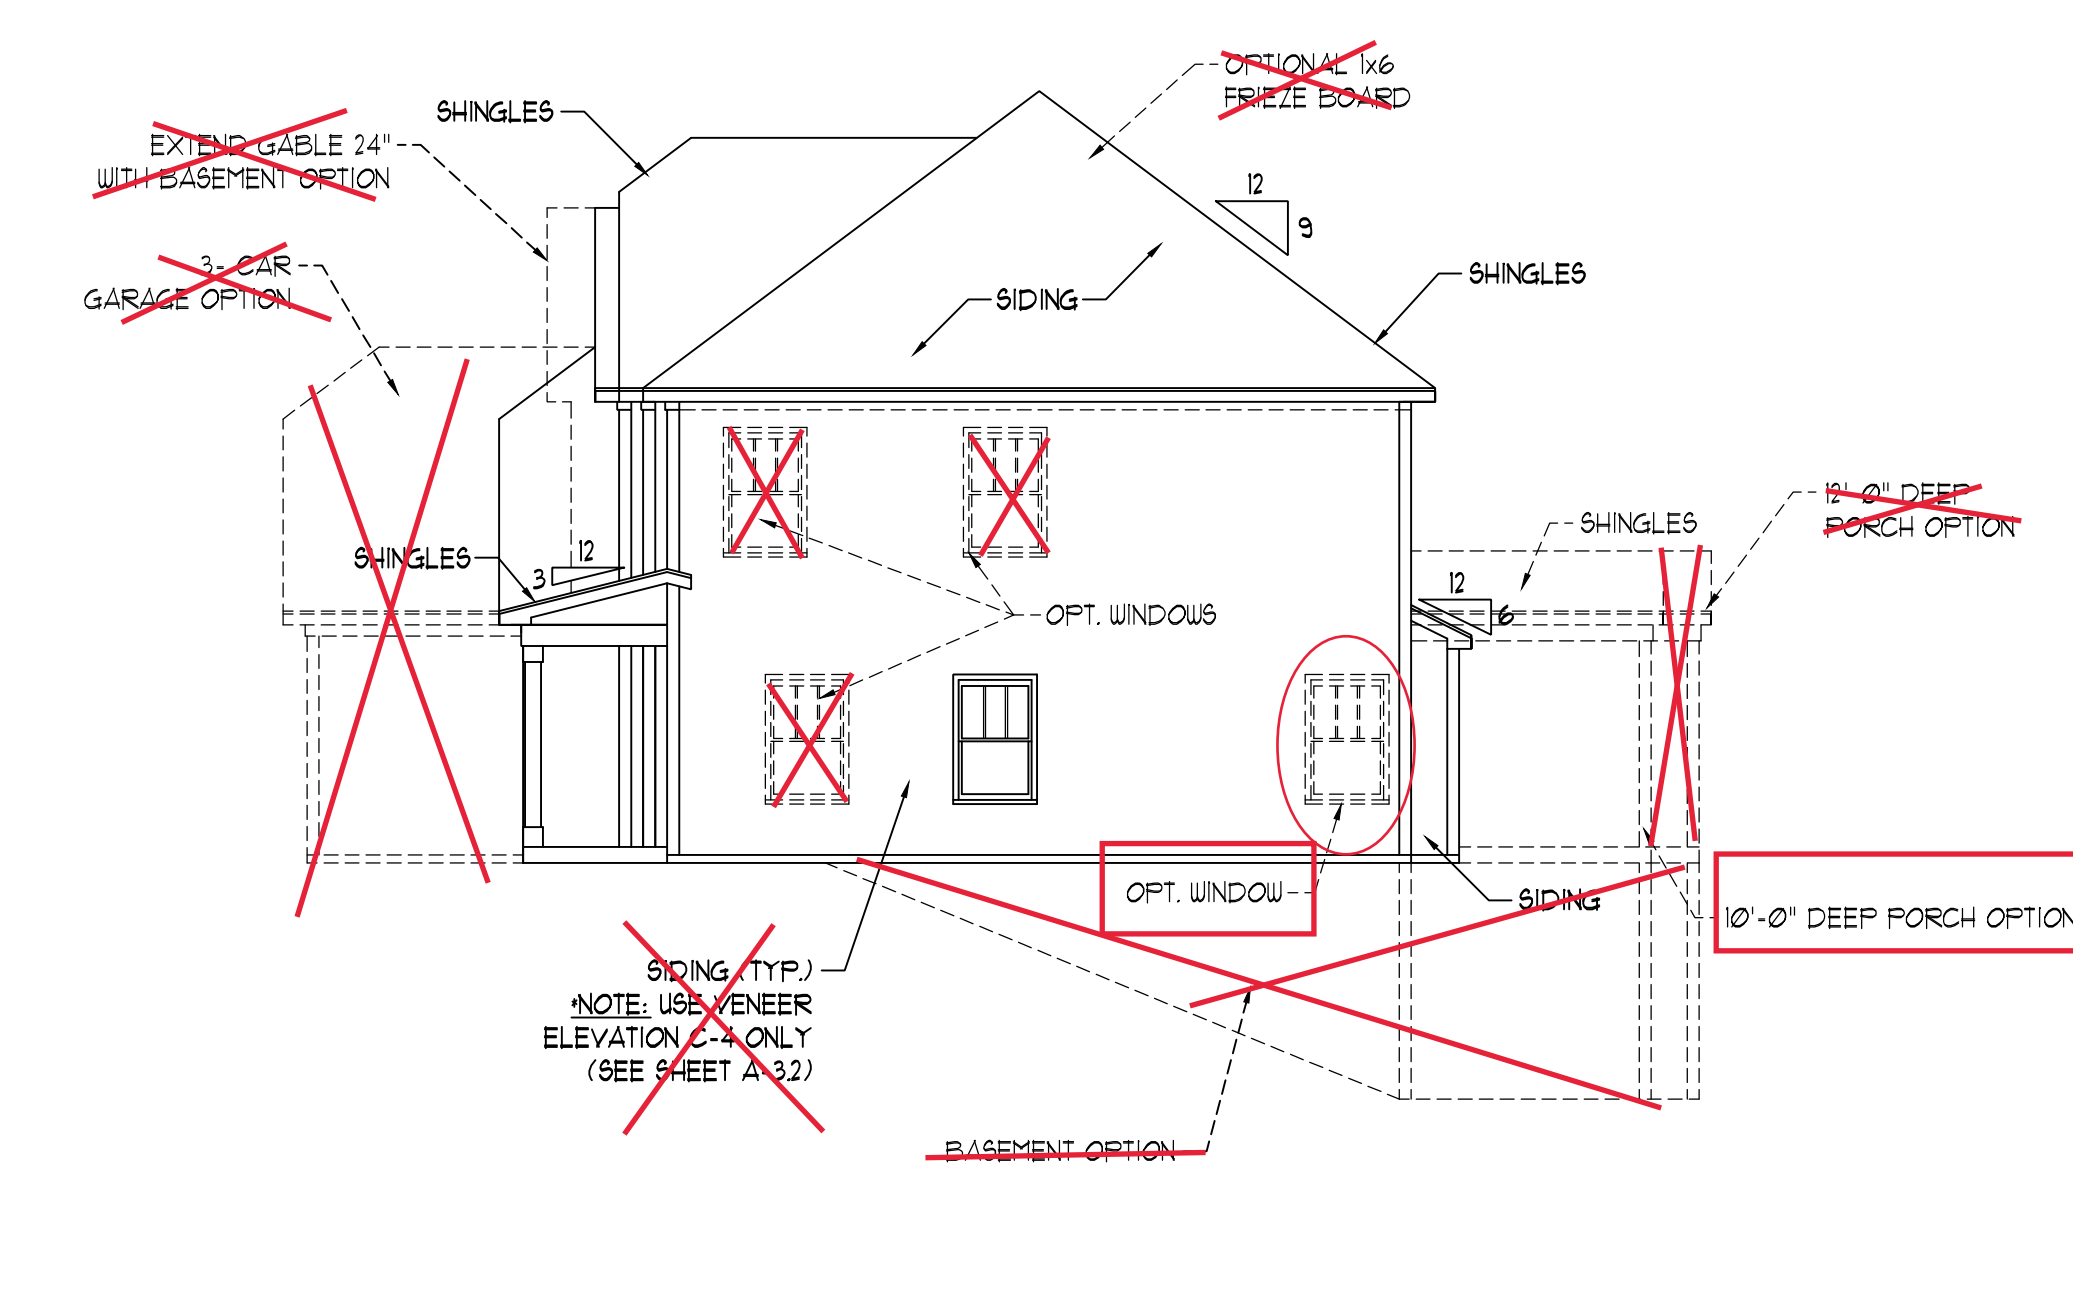 OPTIONAL 1x6
FRIEZE BOARD
SHINGLES
EXTEND GABLE 24"
WITH BASEMENT OPTION
12
9
3- CAR
GARAGE OPTION
SHINGLES
SIDING
12'-0" DEEP
PORCH OPTION
SHINGLES
SHINGLES
12
3
12
6
OPT. WINDOWS
OPT. WINDOW
SIDING
10'-0" DEEP PORCH OPTION
SIDING (TYP.)
*NOTE: USE VENEER
ELEVATION C-4 ONLY
(SEE SHEET A-3.2)
BASEMENT OPTION